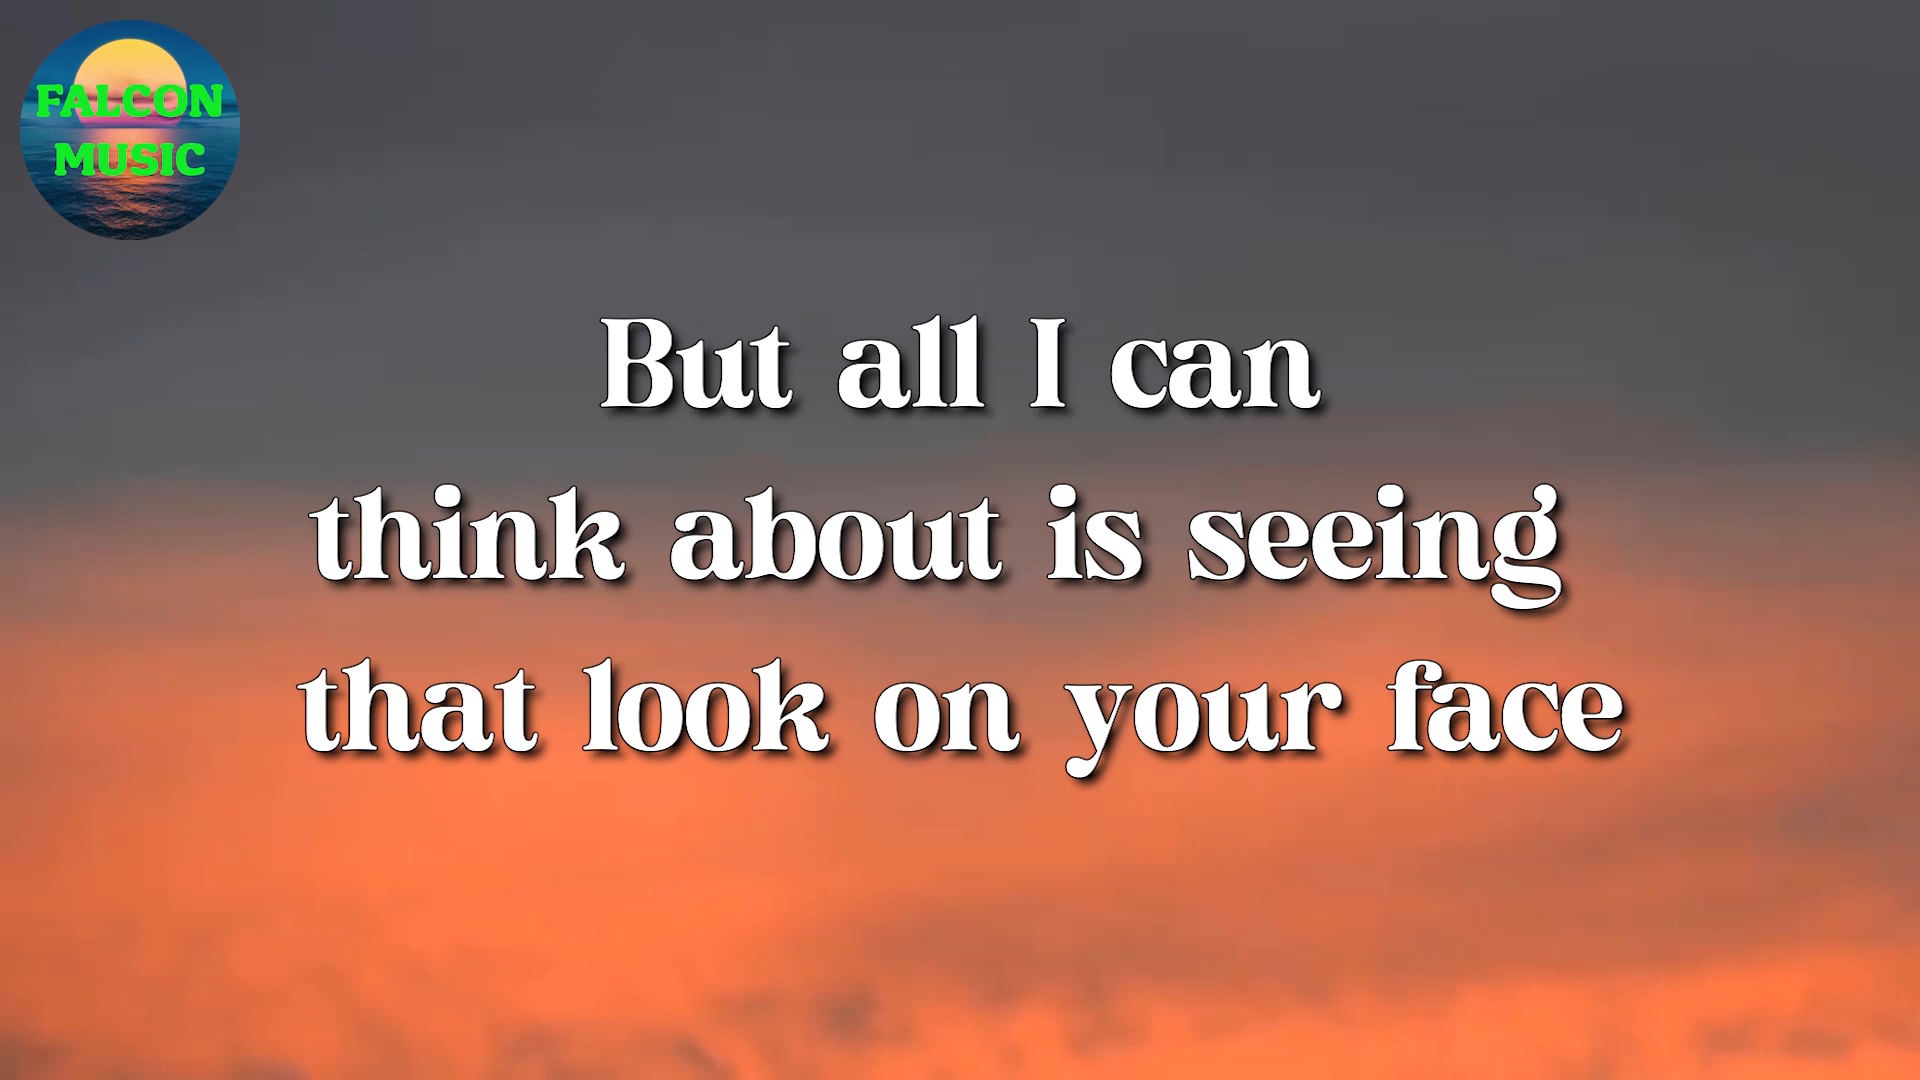 FALCON
MUSIC
But all I can
think about is seeing
that look on your face